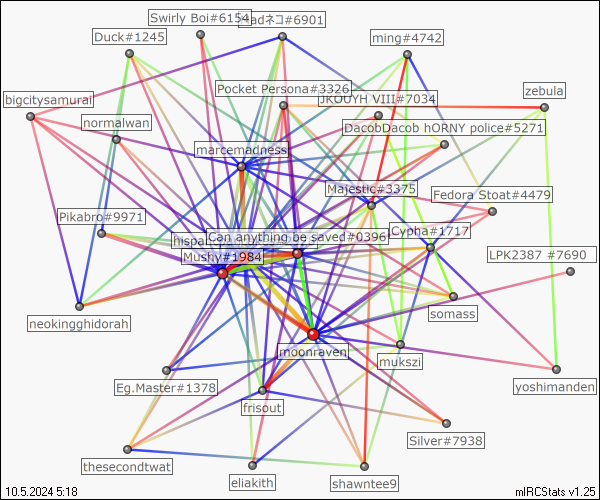 Swirly Boi#6154
Madネコ#6901
Duck#1245
ming#4742
Pocket Persona#3326
JKOUYH VIII#7034
zebula
bigcitysamurai
normalwan
DacobDacob hORNY police#5271
marcemadness
Majestic#3375
Fedora Stoat#4479
Pikabro#9971
Can anything be saved#0396
Cypha#1717
Mushy#1984
LPK2387 #7690
neokingghidorah
somass
moonraven
mukszi
Eg.Master#1378
yoshimanden
frisout
Silver#7938
thesecondtwat
eliakith
shawntee9
10.5.2024 5:18
mIRCStats v1.25